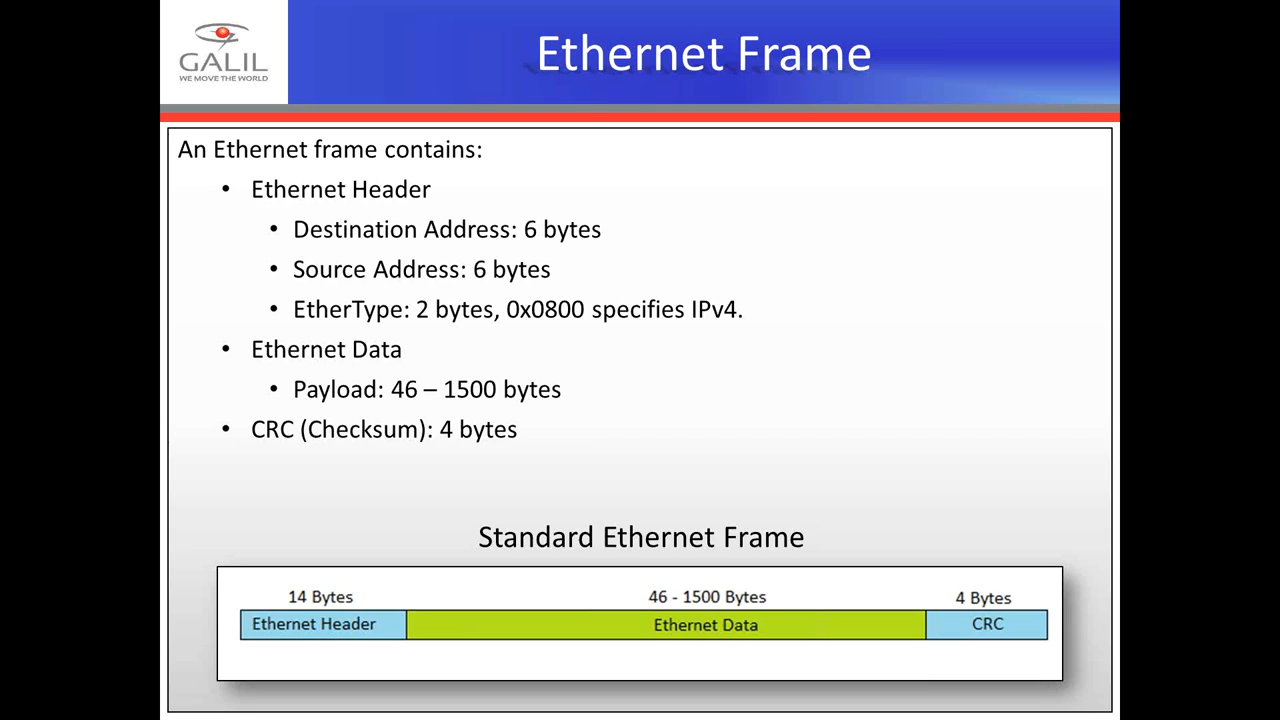 GALIL
WE MOVE THE WORLD
Ethernet Frame
An Ethernet frame contains:
• Ethernet Header
• Destination Address: 6 bytes
• Source Address: 6 bytes
• EtherType: 2 bytes, 0x0800 specifies IPv4.
• Ethernet Data
• Payload: 46 – 1500 bytes
• CRC (Checksum): 4 bytes
Standard Ethernet Frame
14 Bytes 46 - 1500 Bytes 4 Bytes
Ethernet Header Ethernet Data CRC